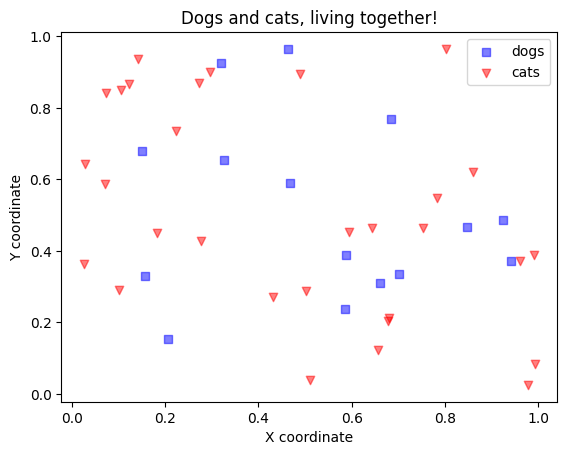 Dogs and cats, living together!
dogs
cats
1.0
0.8
0.6
0.4
0.2
0.0
Y coordinate
0.0 0.2 0.4 0.6 0.8 1.0
X coordinate